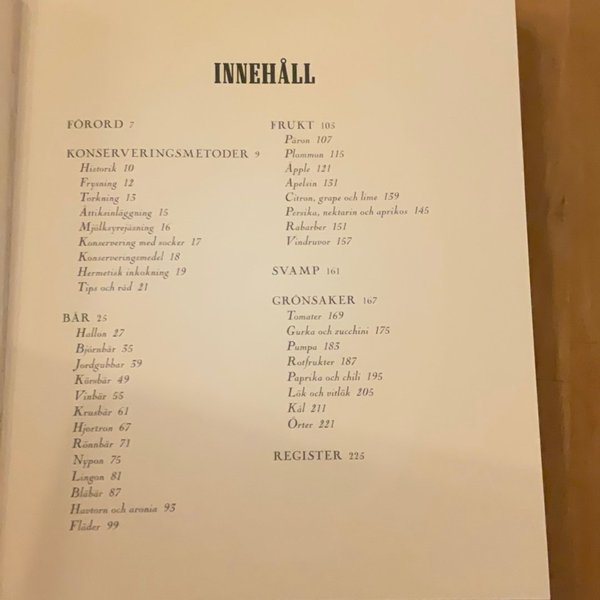 INNEHÅLL
FÖRORD 7
KONSERVERINGSMETODER 9
Historik 10
Frysning 12
Torkning 13
Ättiksinläggning 15
Mjölksyrejäsning 16
Konservering med socker 17
Konserveringsmedel 18
Hermetisk inkokning 19
Tips och råd 21
BÄR 25
Hallon 27
Björnbär 35
Jordgubbar 39
Körsbär 49
Vinbär 55
Krusbär 61
Hjortron 67
Rönnbär 71
Nypon 75
Lingon 81
Blåbär 87
Havtorn och aronia 93
Fläder 99
FRUKT 105
Päron 107
Plommon 115
Äpple 121
Apelsin 131
Citron, grape och lime 139
Persika, nektarin och aprikos 145
Rabarber 151
Vindruvor 157
SVAMP 161
GRÖNSAKER 167
Tomater 169
Gurka och zucchini 175
Pumpa 183
Rotfrukter 187
Paprika och chili 195
Lök och vitlök 205
Kål 211
Örter 221
REGISTER 225